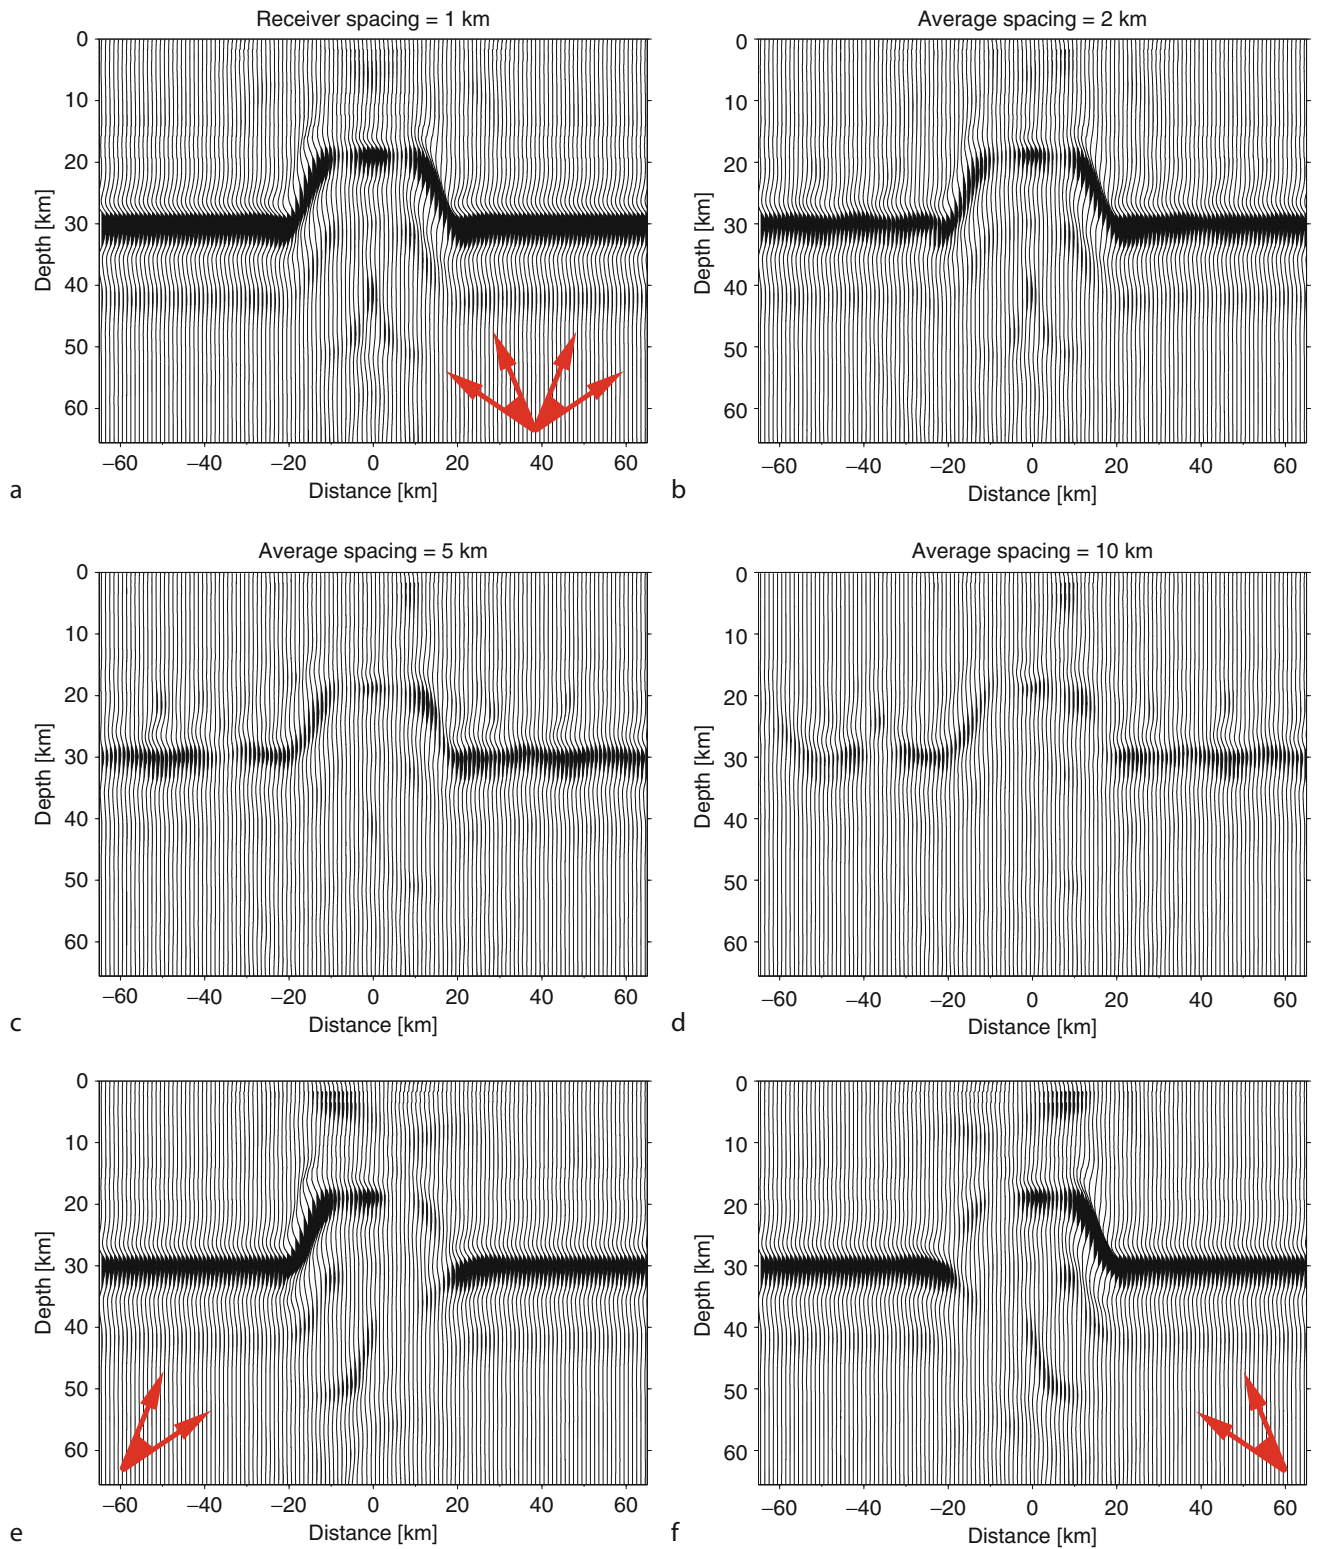 Receiver spacing = 1 km
0
10
20
30
40
50
60
Depth [km]
–60 –40 –20 0 20 40 60
Distance [km]
a
Average spacing = 2 km
0
10
20
30
40
50
60
Depth [km]
–60 –40 –20 0 20 40 60
Distance [km]
b
Average spacing = 5 km
0
10
20
30
40
50
60
Depth [km]
–60 –40 –20 0 20 40 60
Distance [km]
c
Average spacing = 10 km
0
10
20
30
40
50
60
Depth [km]
–60 –40 –20 0 20 40 60
Distance [km]
d
0
10
20
30
40
50
60
Depth [km]
–60 –40 –20 0 20 40 60
Distance [km]
e
0
10
20
30
40
50
60
Depth [km]
–60 –40 –20 0 20 40 60
Distance [km]
f